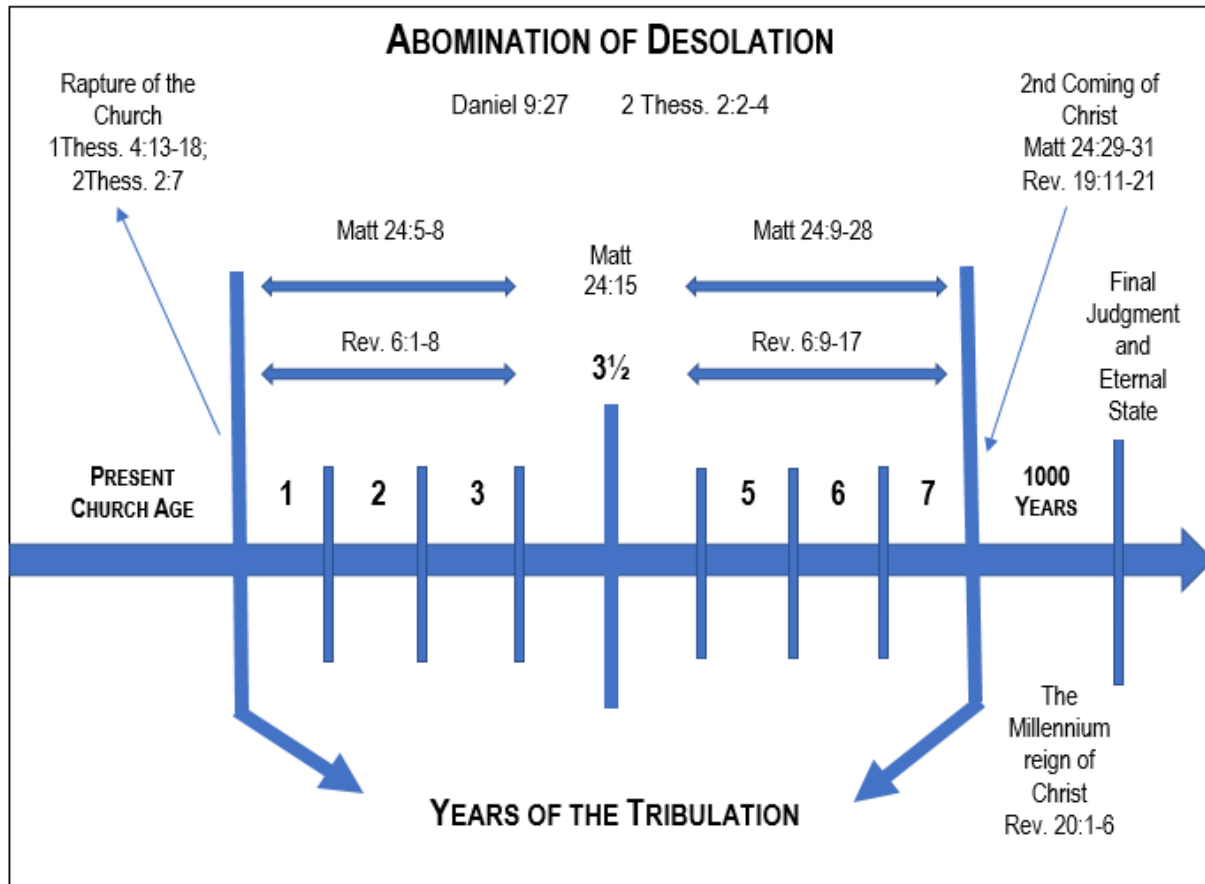 ABOMINATION OF DESOLATION
Rapture of the
Church
1Thess. 4:13-18;
2Thess. 2:7
Daniel 9:27 2 Thess. 2:2-4
2nd Coming of
Christ
Matt 24:29-31
Rev. 19:11-21
Matt 24:5-8
Matt
24:15
Matt 24:9-28
Rev. 6:1-8
3½
Rev. 6:9-17
Final
Judgment
and
Eternal
State
PRESENT
CHURCH AGE
1 2 3 5 6 7
1000
YEARS
YEARS OF THE TRIBULATION
The
Millennium
reign of
Christ
Rev. 20:1-6